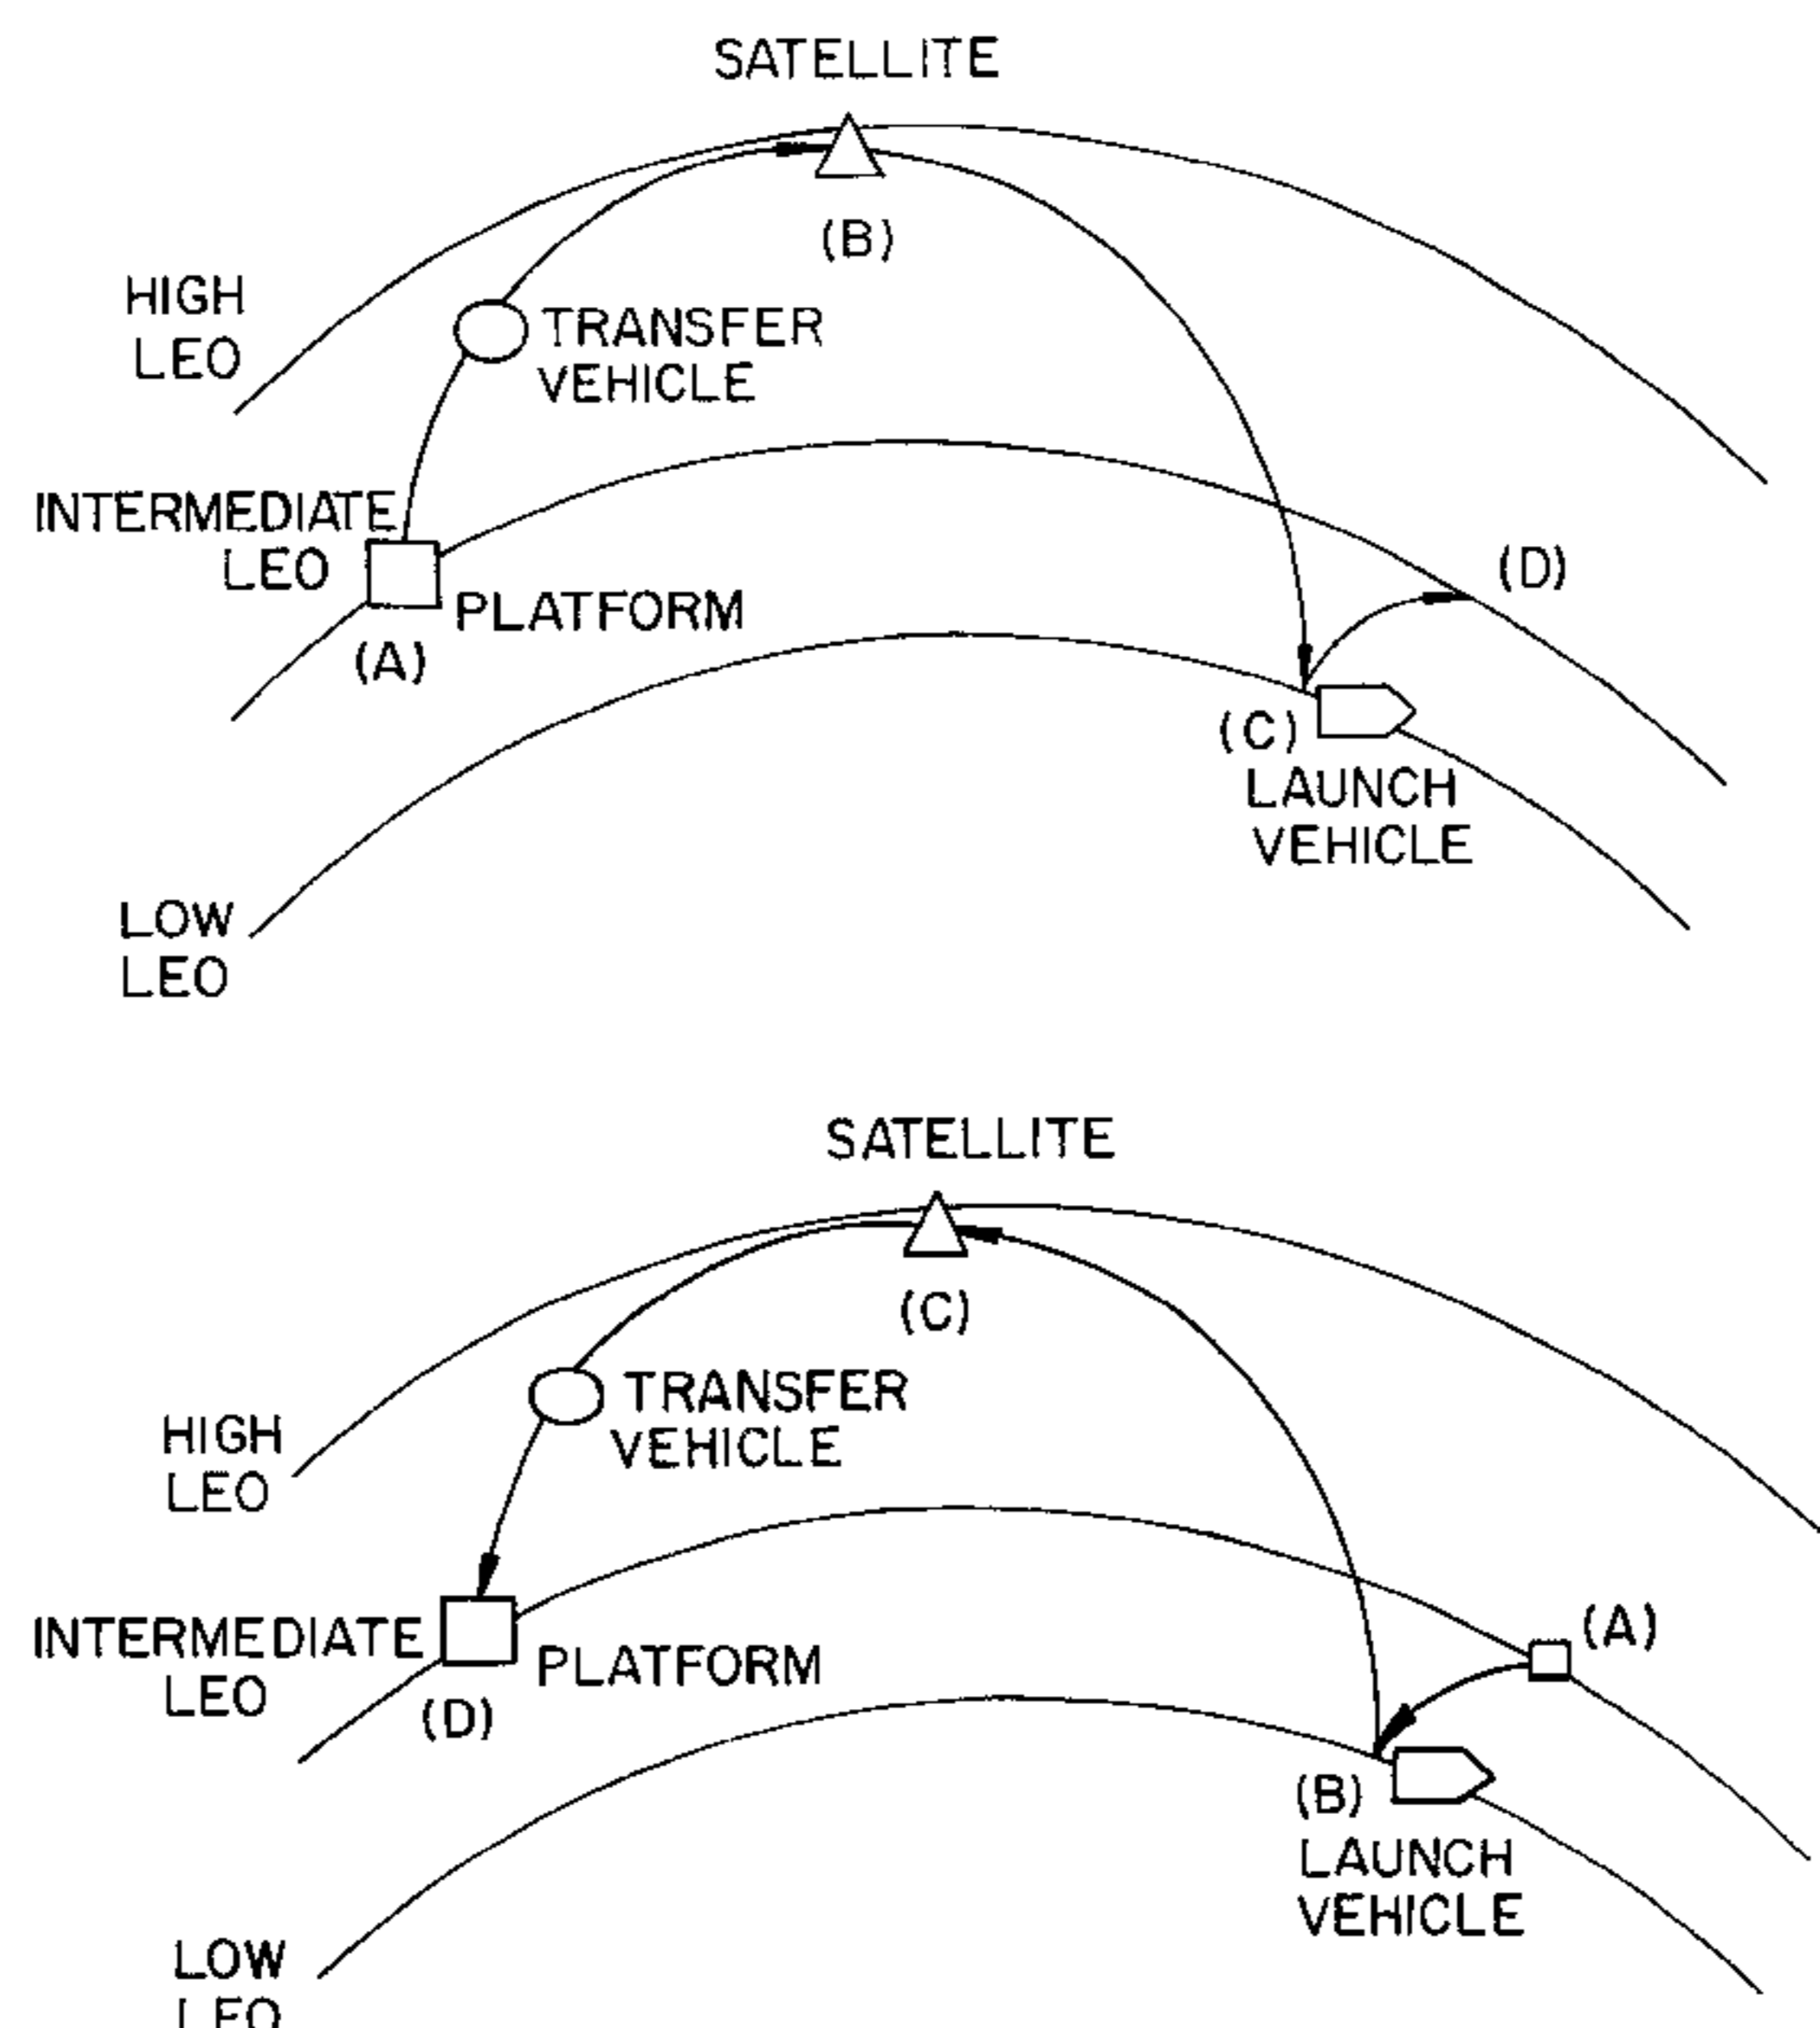 SATELLITE
(B)
HIGH
LEO
TRANSFER
VEHICLE
INTERMEDIATE
LEO
PLATFORM
(A)
(D)
(C)
LAUNCH
VEHICLE
LOW
LEO
SATELLITE
(C)
TRANSFER
VEHICLE
HIGH
LEO
(A)
INTERMEDIATE
LEO
PLATFORM
(D)
(B)
LAUNCH
VEHICLE
LOW
LEO